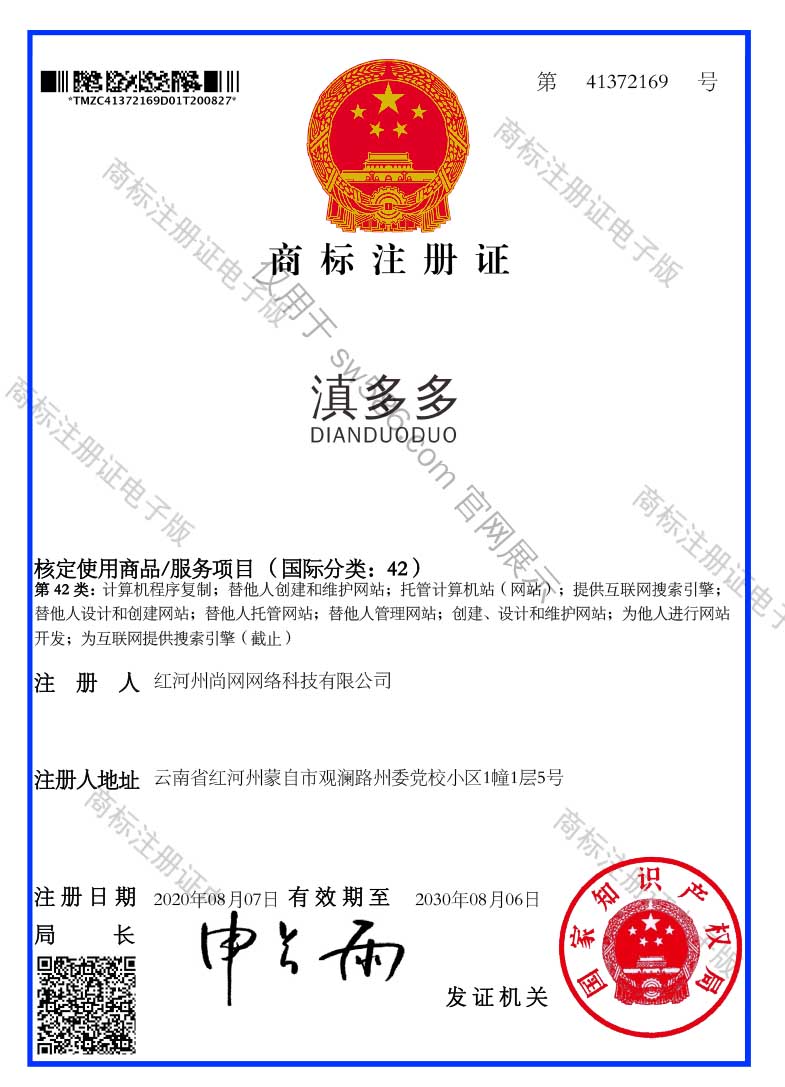 第 41372169 号
*TMZC41372169D01T200827*
商标注册证
滇多多
DIANDUODUO
核定使用商品/服务项目（国际分类：42）
第 42 类：计算机程序复制；替他人创建和维护网站；托管计算机站（网站）；提供互联网搜索引擎；
替他人设计和创建网站；替他人托管网站；替他人管理网站；创建、设计和维护网站；为他人进行网站
开发；为互联网提供搜索引擎（截止）
注 册 人 红河州尚网网络科技有限公司
注册人地址 云南省红河州蒙自市观澜路州委党校小区1幢1层5号
注册日期 2020年08月07日 有效期至 2030年08月06日
局 长 申长雨
发证机关
国家知识产权局
商标注册证电子版
商标注册证电子版
商标注册证电子版
商标注册证电子
商标注册证电
商标注册 版
仅用于 sw5 6.com 官网展示